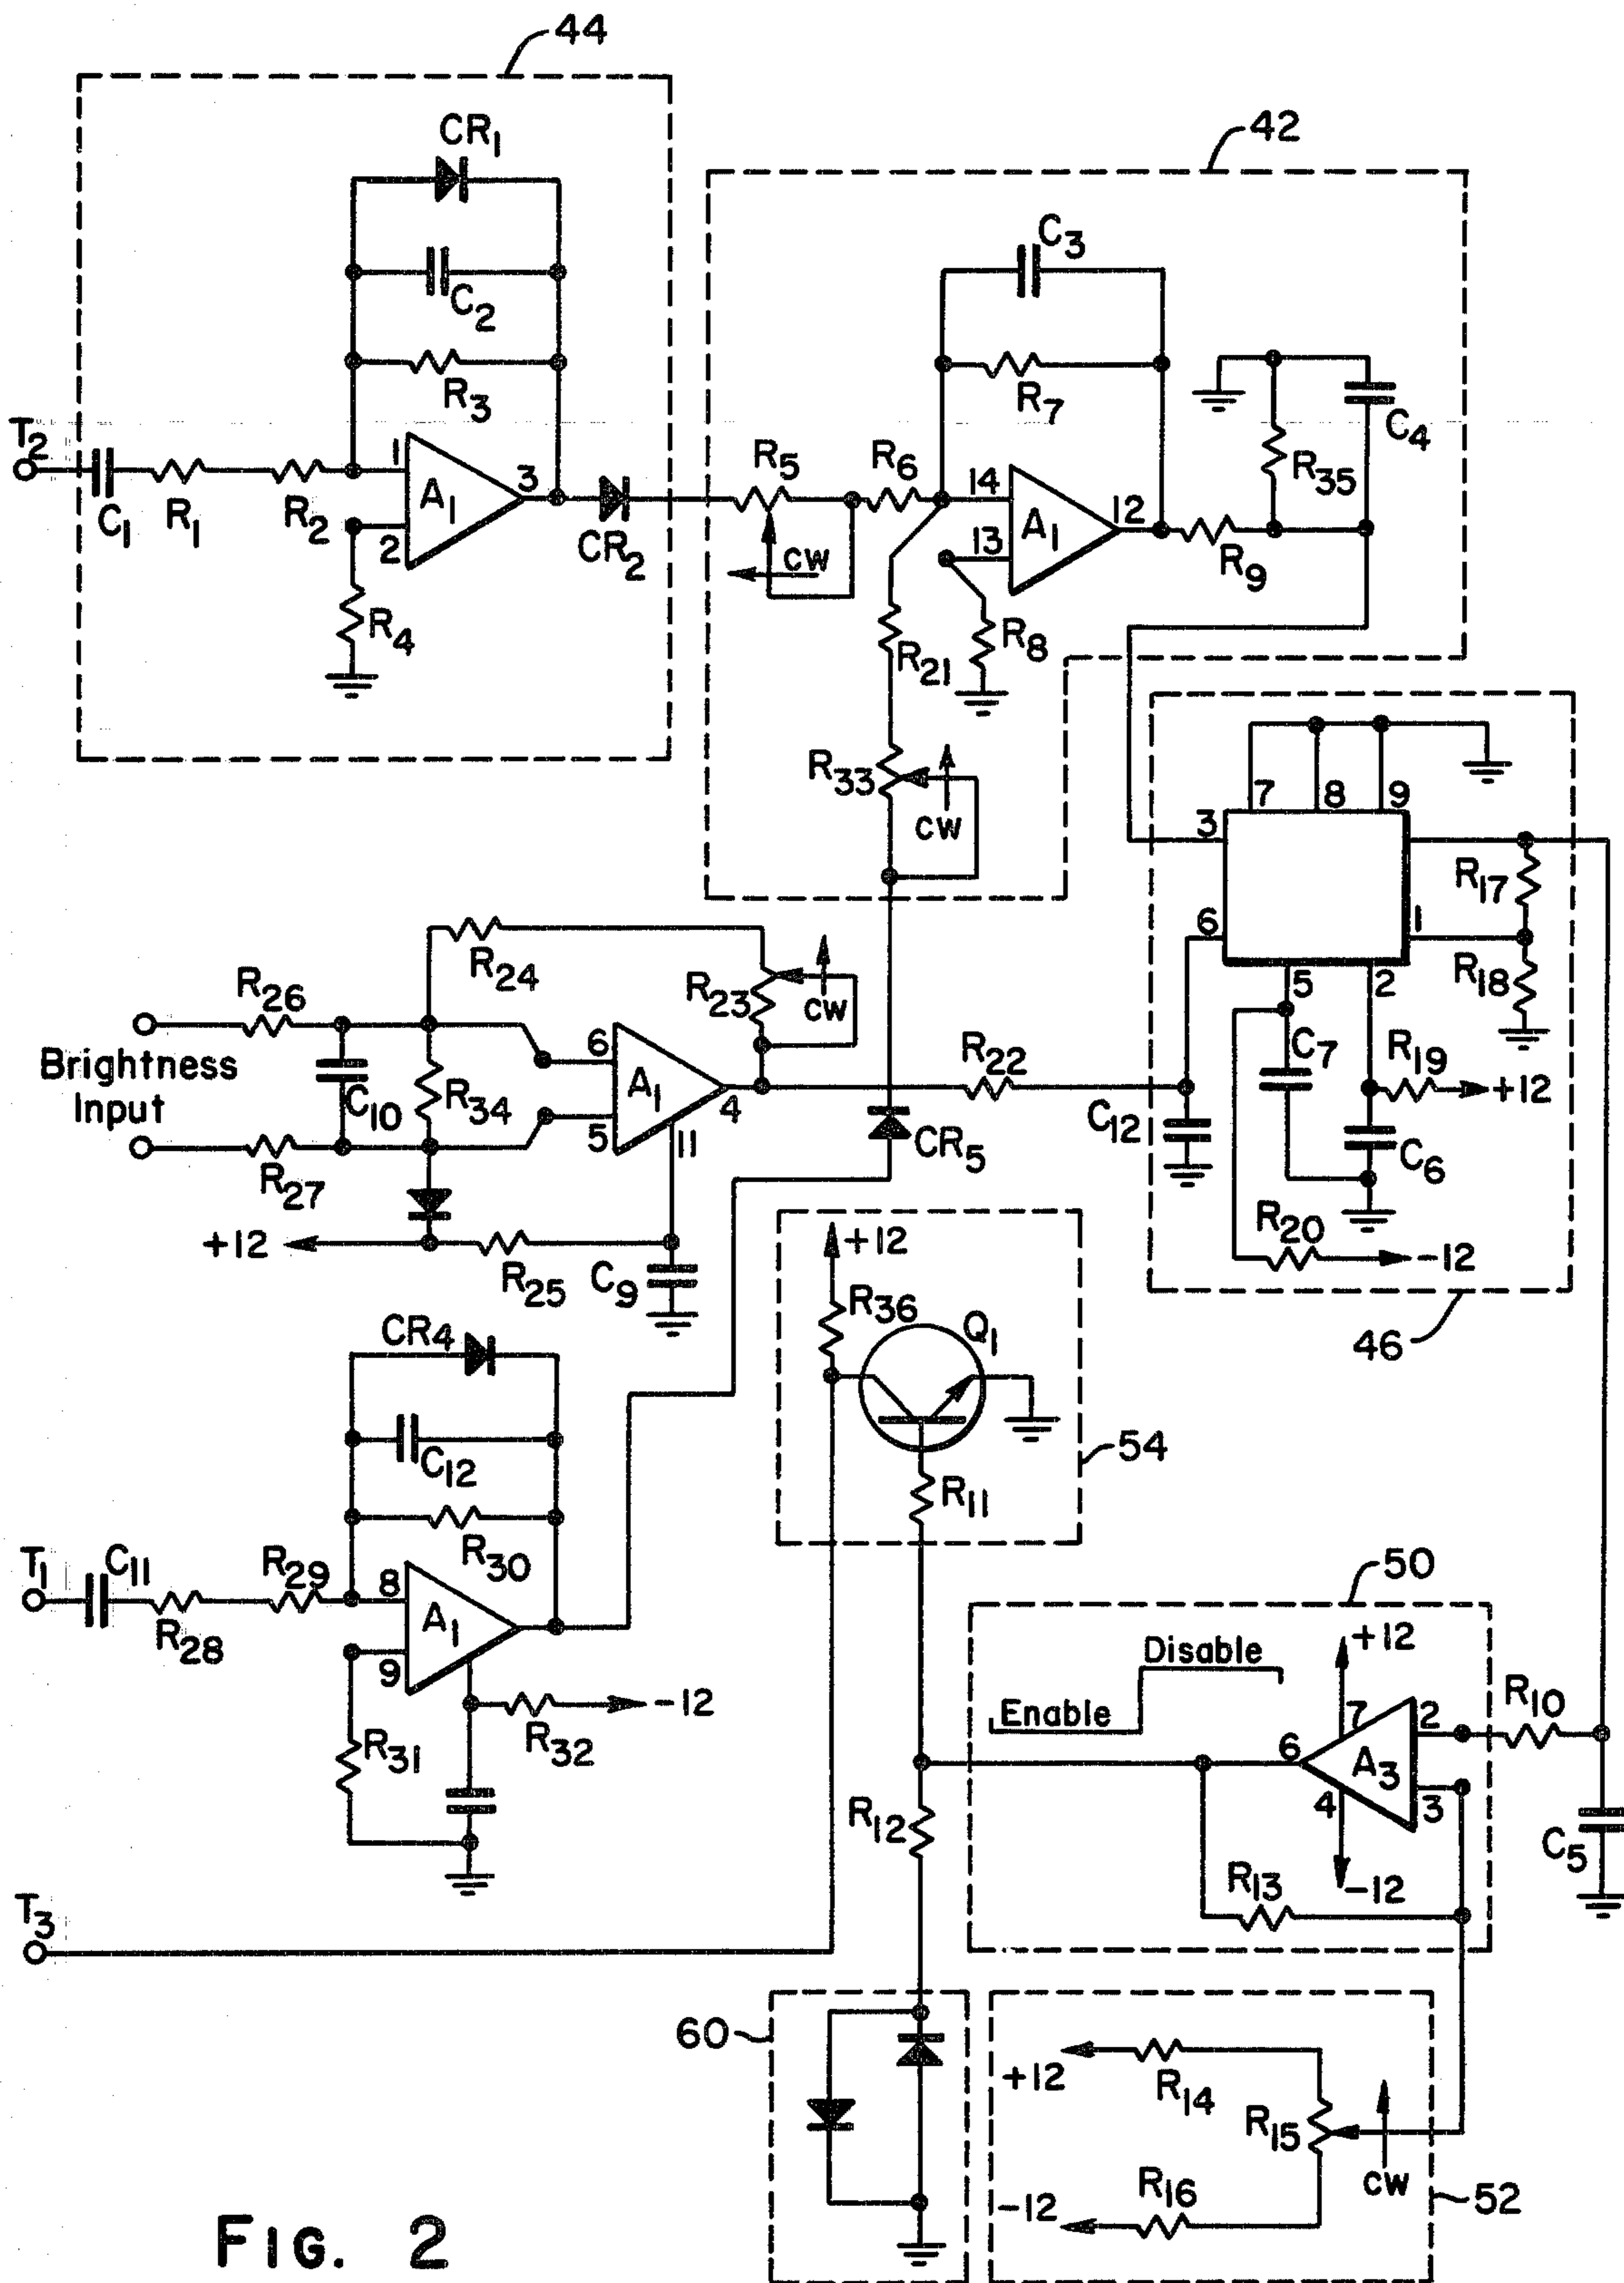 44
CR1
42
C3
C2
R3
R7
C4
T2
R5
R6
R35
1
3
14
A1
A1
12
C1
R1
R2
2
CR2
cw
13
R9
R4
R21
R8
R33
cw
7
8
9
3
R17
6
1
R24
R18
R26
R23
cw
5
2
Brightness
Input
6
R22
C7
R19
C10
R34
A1
+12
4
C12
5
11
CR5
C6
R27
R20
+12
+12
-12
R25
C9
R36
CR4
Q1
46
C12
54
R11
T1
C11
R29
R30
50
8
+12
R28
A1
Disable
R10
9
-12
Enable
7
2
R32
6
A3
R31
R12
4
3
C5
R13
-12
T3
60
+12
R14
R15
cw
R16
-12
52
FIG. 2